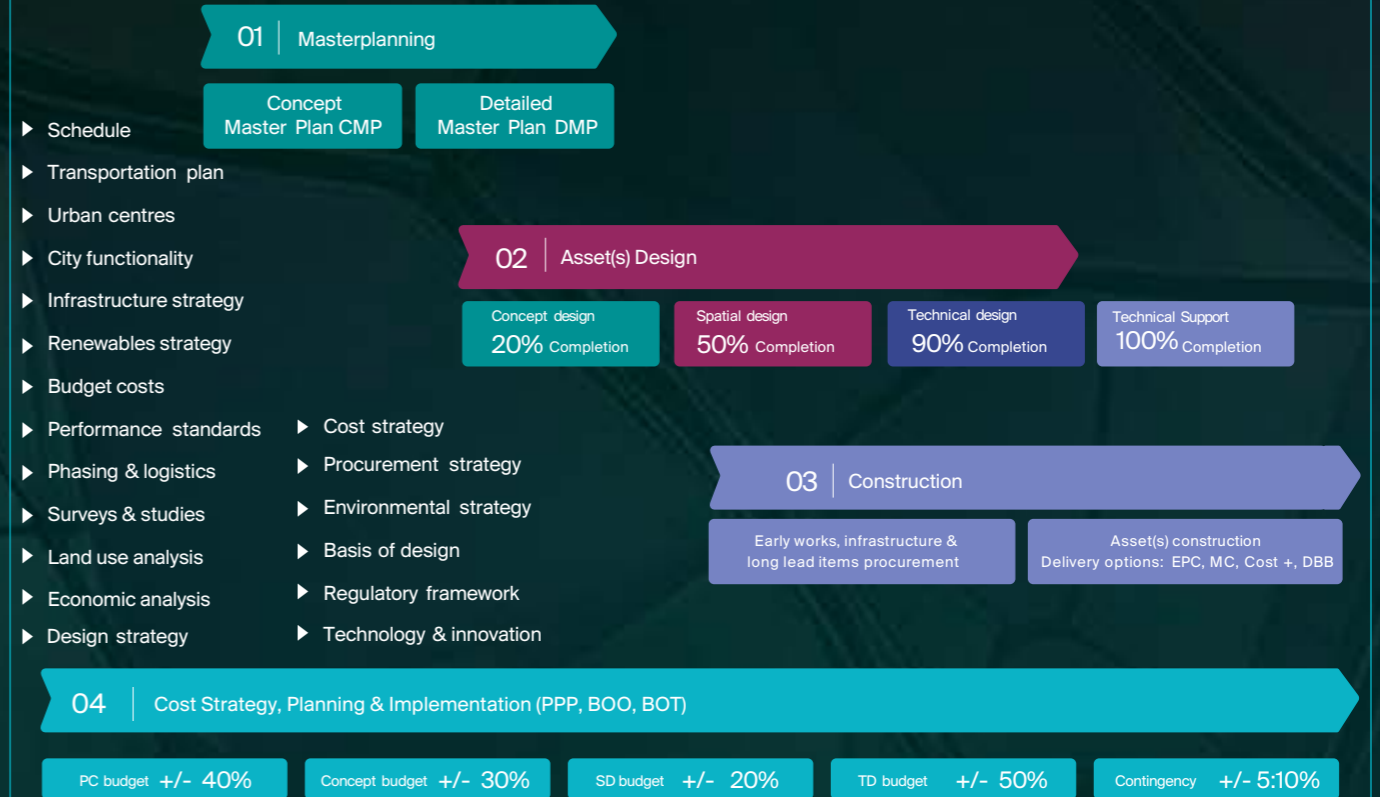 01 Masterplanning
Concept
Master Plan CMP
Detailed
Master Plan DMP
Schedule
Transportation plan
Urban centres
City functionality
Infrastructure strategy
Renewables strategy
Budget costs
Performance standards
Phasing & logistics
Surveys & studies
Land use analysis
Economic analysis
Design strategy
Cost strategy
Procurement strategy
Environmental strategy
Basis of design
Regulatory framework
Technology & innovation
02 Asset(s) Design
Concept design
20% Completion
Spatial design
50% Completion
Technical design
90% Completion
Technical Support
100% Completion
03 Construction
Early works, infrastructure &
long lead items procurement
Asset(s) construction
Delivery options: EPC, MC, Cost +, DBB
04 Cost Strategy, Planning & Implementation (PPP, BOO, BOT)
PC budget +/- 40%
Concept budget +/- 30%
SD budget +/- 20%
TD budget +/- 50%
Contingency +/- 5:10%